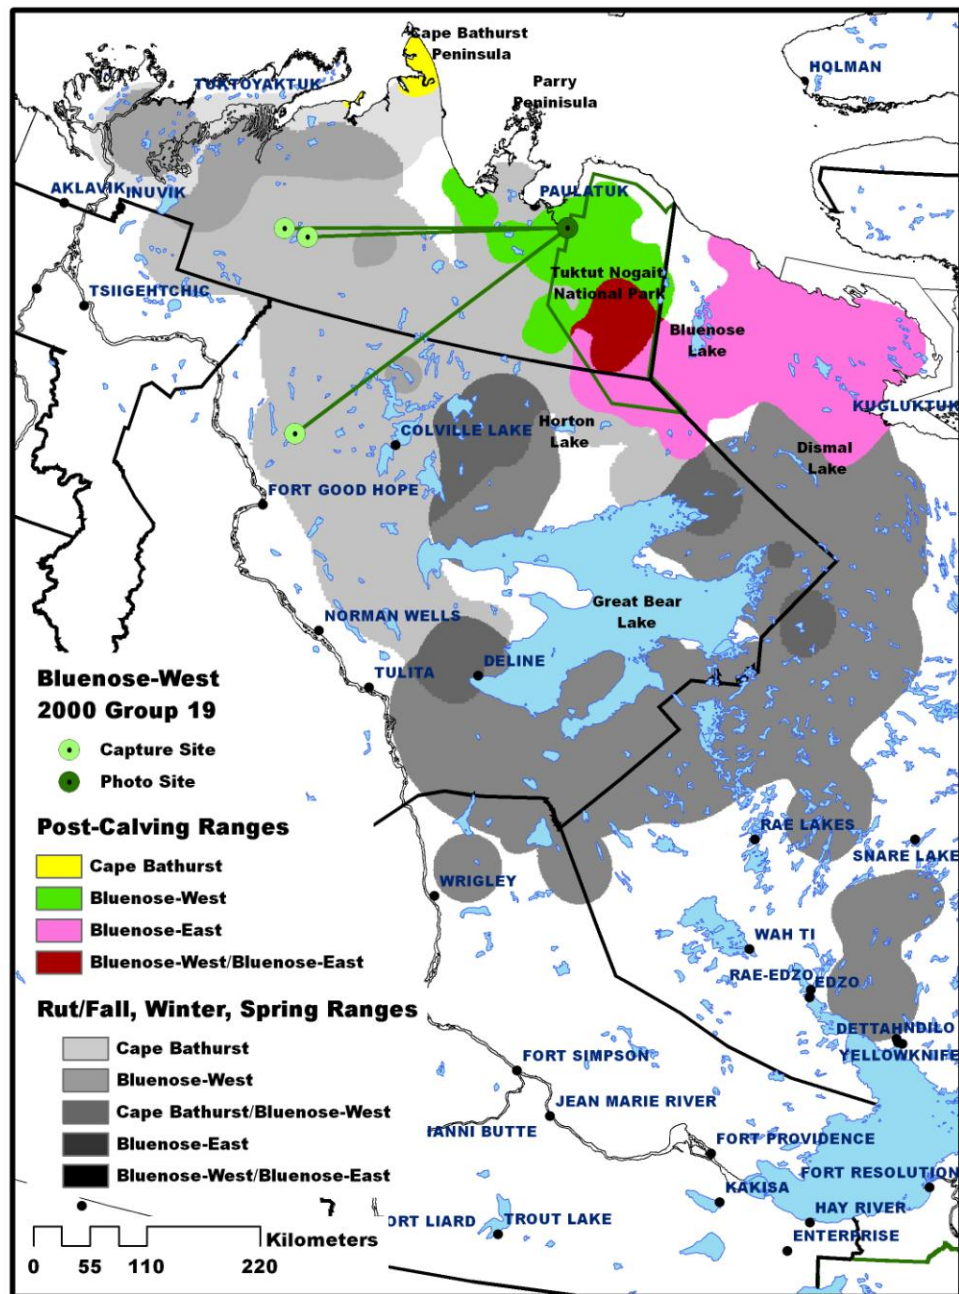 Cape Bathurst
Peninsula
HOLMAN
TUKTOYAKTUK
Parry
Peninisula
AKLAVIK
INUVIK
PAULATUK
TSIIGEHTCHIC
Tuktut Nogait
National Park
Bluenose
Lake
KUGLUKTUK
COLVILLE LAKE
Horton
Lake
Dismal
Lake
FORT GOOD HOPE
Great Bear
Lake
NORMAN WELLS
DELINE
TULITA
Bluenose-West
2000 Group 19
Capture Site
Photo Site
Post-Calving Ranges
Cape Bathurst
Bluenose-West
Bluenose-East
Bluenose-West/Bluenose-East
RAE LAKES
SNARE LAKE
WRIGLEY
WAH TI
RAE-EDZO
EDZO
DETTAH
NDILO
YELLOWKNIFE
Rut/Fall, Winter, Spring Ranges
Cape Bathurst
Bluenose-West
Cape Bathurst/Bluenose-West
Bluenose-East
Bluenose-West/Bluenose-East
FORT SIMPSON
JEAN MARIE RIVER
IANNI BUTTE
FORT PROVIDENCE
FORT RESOLUTION
KAKISA
HAY RIVER
ORT LIARD
TROUT LAKE
ENTERPRISE
Kilometers
0 55 110 220